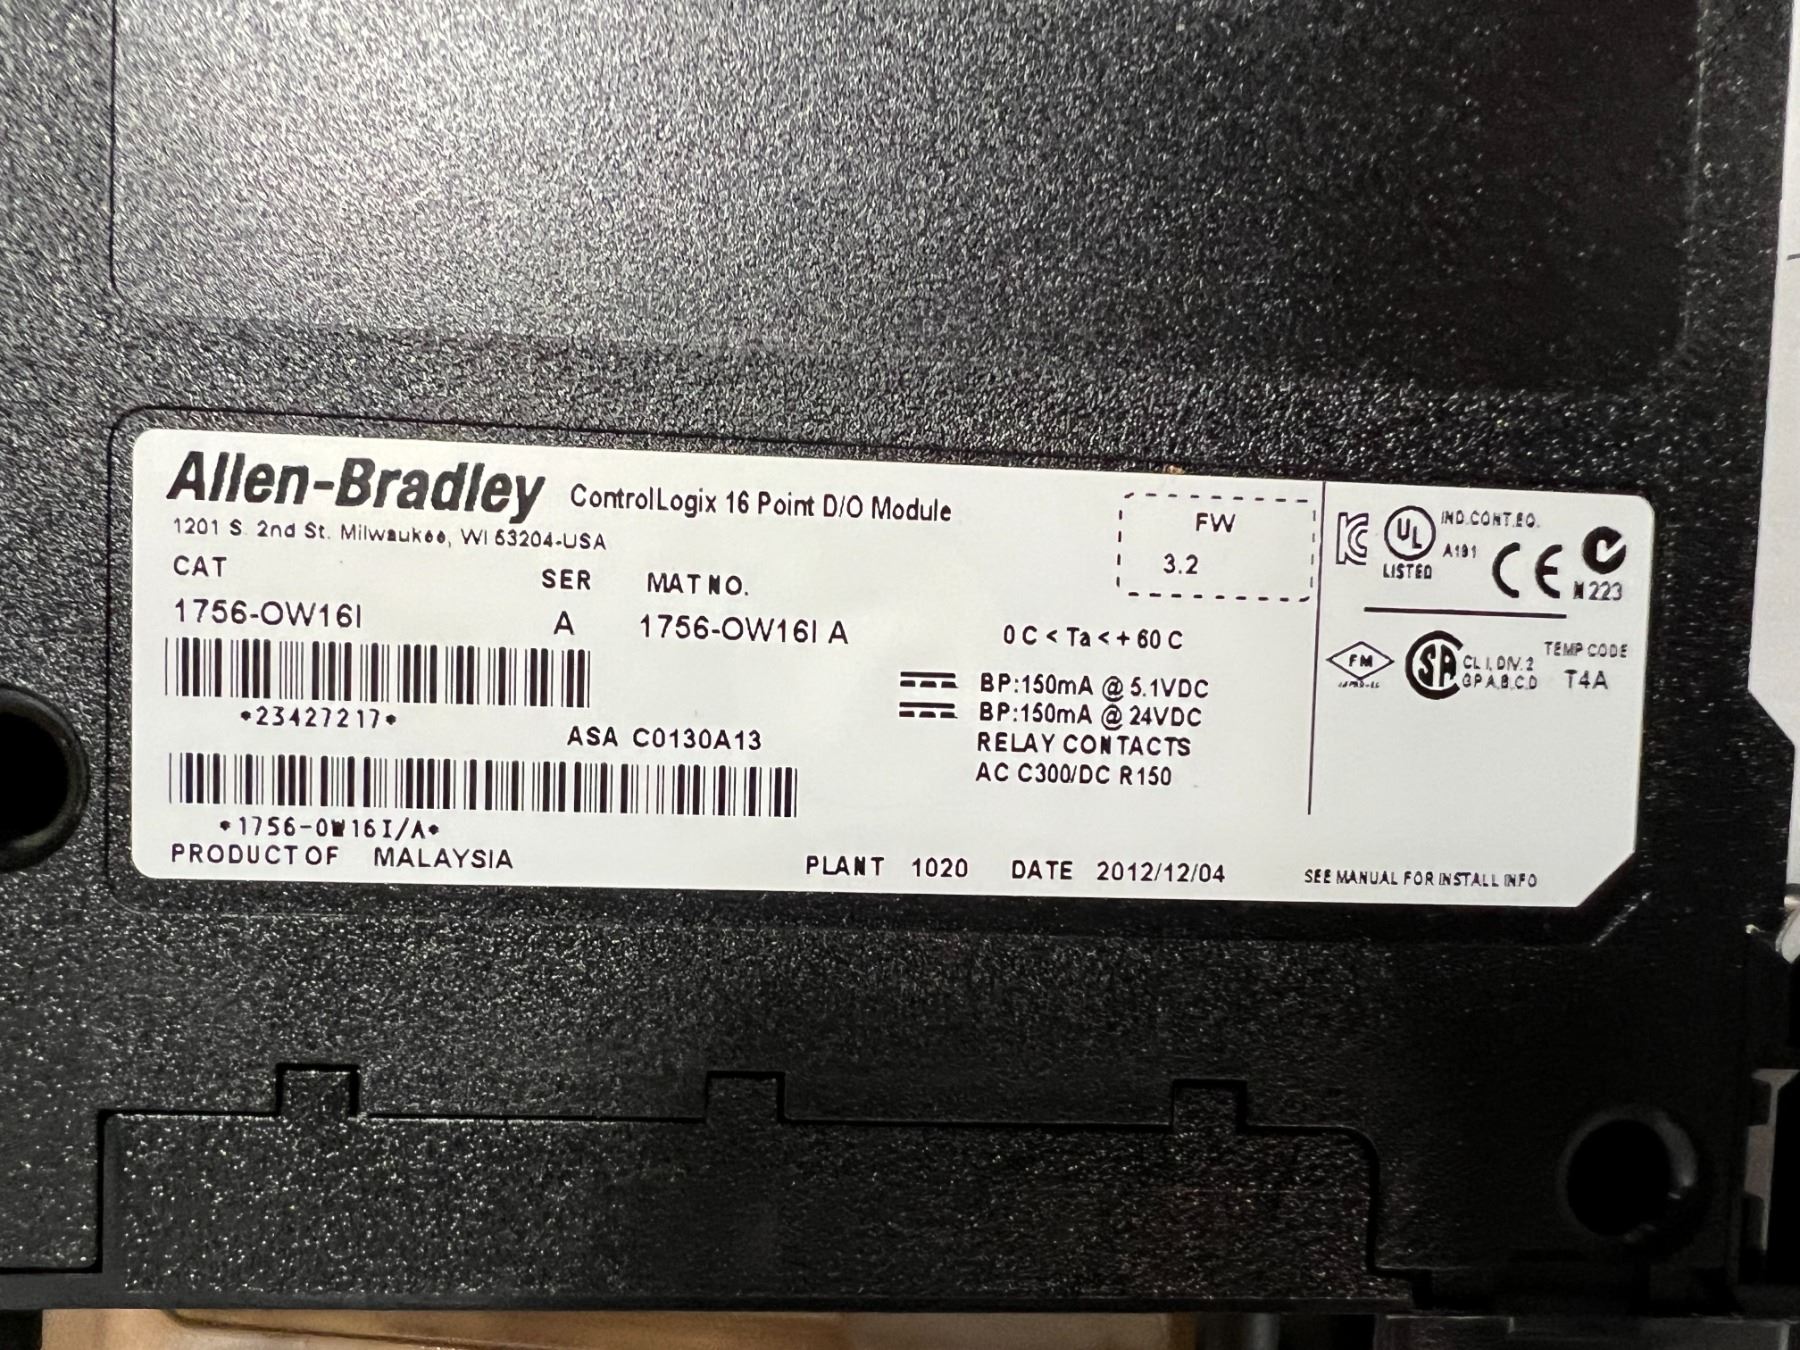 Allen-Bradley ControlLogix 16 Point D/O Module
1201 S. 2nd St. Milwaukee, WI 53204-USA
CAT SER MAT NO.
1756-OW16I A 1756-OW16I A
*23427217*
ASA C0130A13
*1756-OW16I/A*
PRODUCT OF MALAYSIA
FW
3.2
0 C < Ta < + 60 C
BP:150mA @ 5.1VDC
BP:150mA @ 24VDC
RELAY CONTACTS
AC C300/DC R150
PLANT 1020 DATE 2012/12/04
UL
LISTED
IND.CONT.EQ.
A191
CE
N223
FM
SA
CL I, DIV. 2
GP A,B,C,D
TEMP CODE
T4A
SEE MANUAL FOR INSTALL INFO